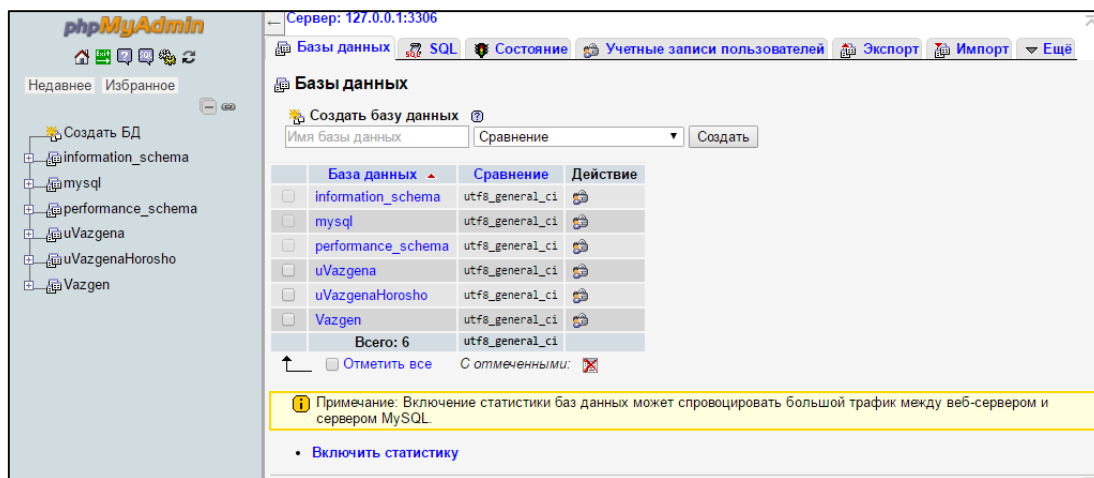 phpMyAdmin
Недавнее Избранное
Создать БД
information_schema
mysql
performance_schema
uVazgena
uVazgenaHorosho
Vazgen
Сервер: 127.0.0.1:3306
Базы данных SQL Состояние Учетные записи пользователей Экспорт Импорт Ещё
Базы данных
Создать базу данных
Имя базы данных Сравнение Создать
База данных Сравнение Действие
information_schema utf8_general_ci
mysql utf8_general_ci
performance_schema utf8_general_ci
uVazgena utf8_general_ci
uVazgenaHorosho utf8_general_ci
Vazgen utf8_general_ci
Всего: 6 utf8_general_ci
Отметить все С отмеченными:
Примечание: Включение статистики баз данных может спровоцировать большой трафик между веб-сервером и
сервером MySQL.
• Включить статистику